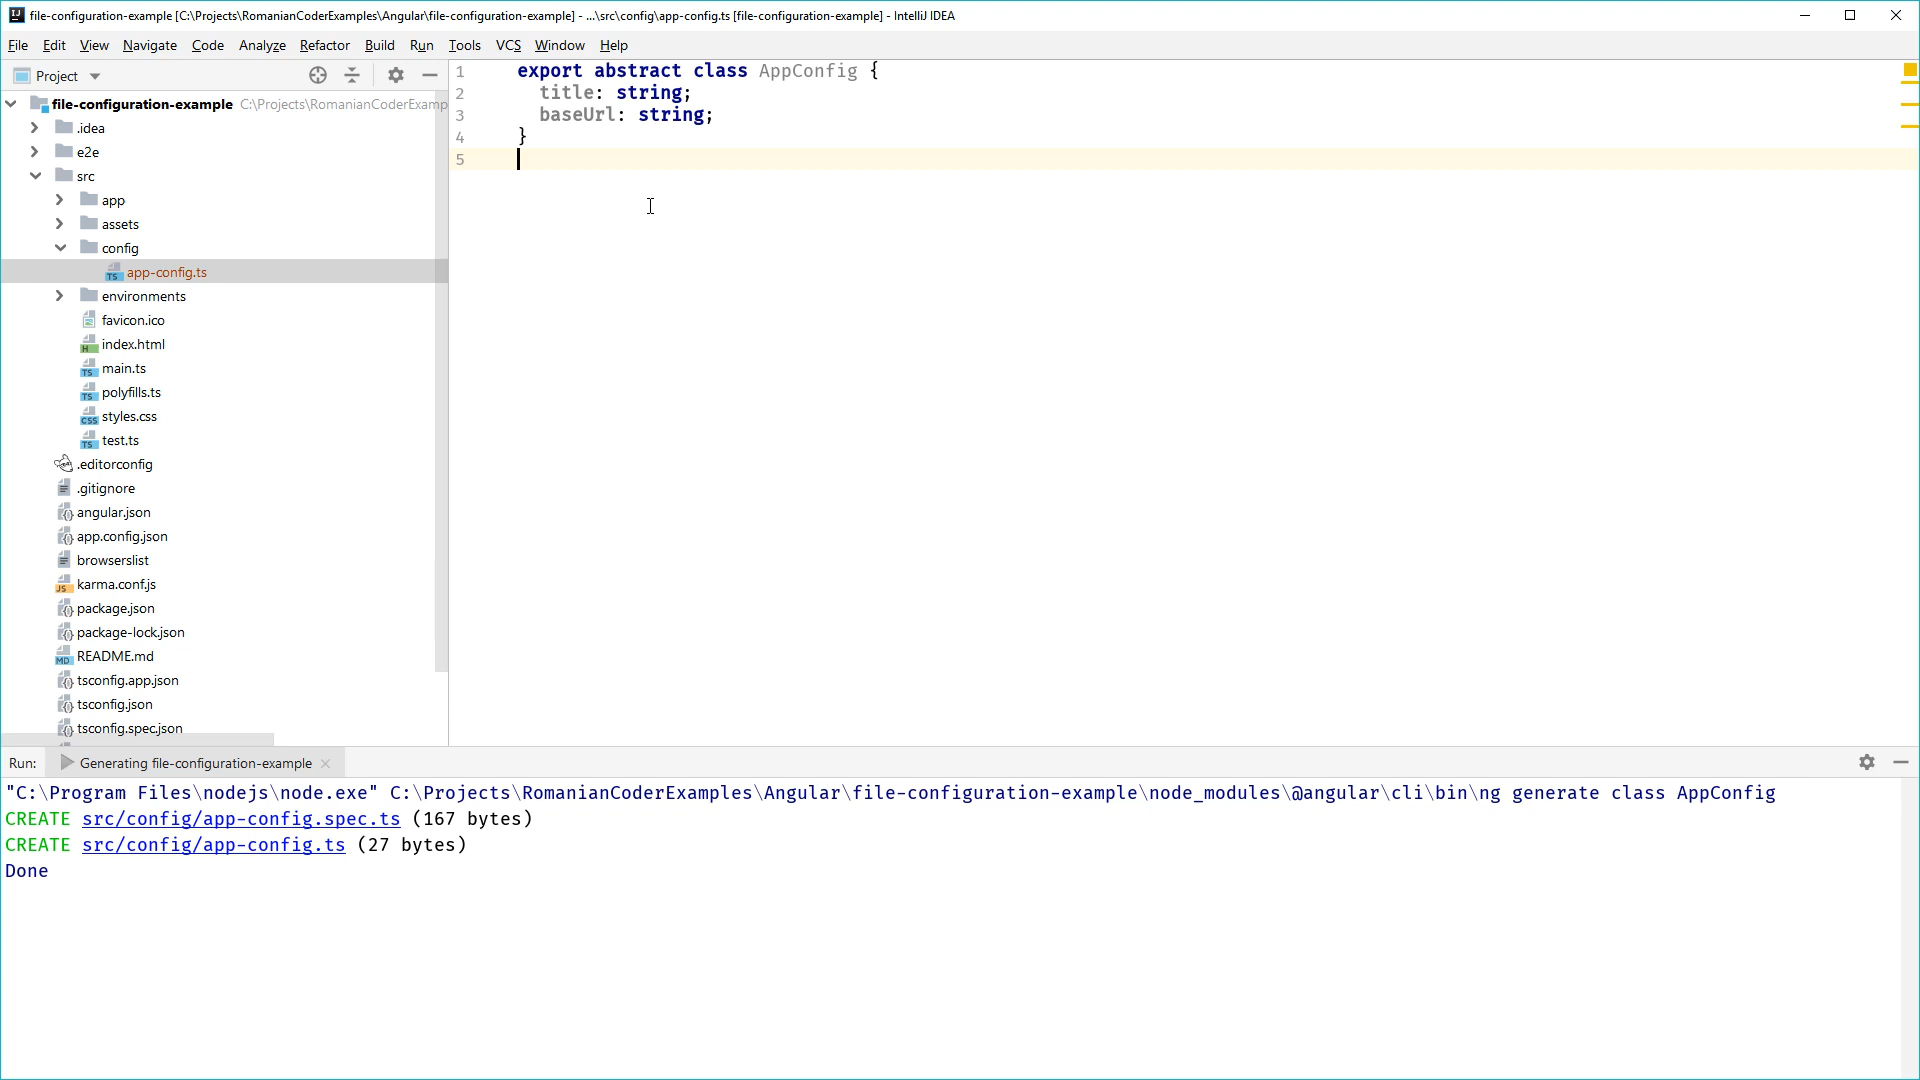 file-configuration-example [C:\Projects\RomanianCoderExamples\Angular\file-configuration-example] - ...\src\config\app-config.ts [file-configuration-example] - IntelliJ IDEA
File Edit View Navigate Code Analyze Refactor Build Run Tools VCS Window Help
Project
file-configuration-example C:\Projects\RomanianCoderExamp
.idea
e2e
src
app
assets
config
app-config.ts
environments
favicon.ico
index.html
main.ts
polyfills.ts
styles.css
test.ts
.editorconfig
.gitignore
angular.json
app.config.json
browserslist
karma.conf.js
package.json
package-lock.json
README.md
tsconfig.app.json
tsconfig.json
tsconfig.spec.json
1 export abstract class AppConfig {
2 title: string;
3 baseUrl: string;
4 }
5
Run: Generating file-configuration-example
"C:\Program Files\nodejs\node.exe" C:\Projects\RomanianCoderExamples\Angular\file-configuration-example\node_modules\@angular\cli\bin\ng generate class AppConfig
CREATE src/config/app-config.spec.ts (167 bytes)
CREATE src/config/app-config.ts (27 bytes)
Done